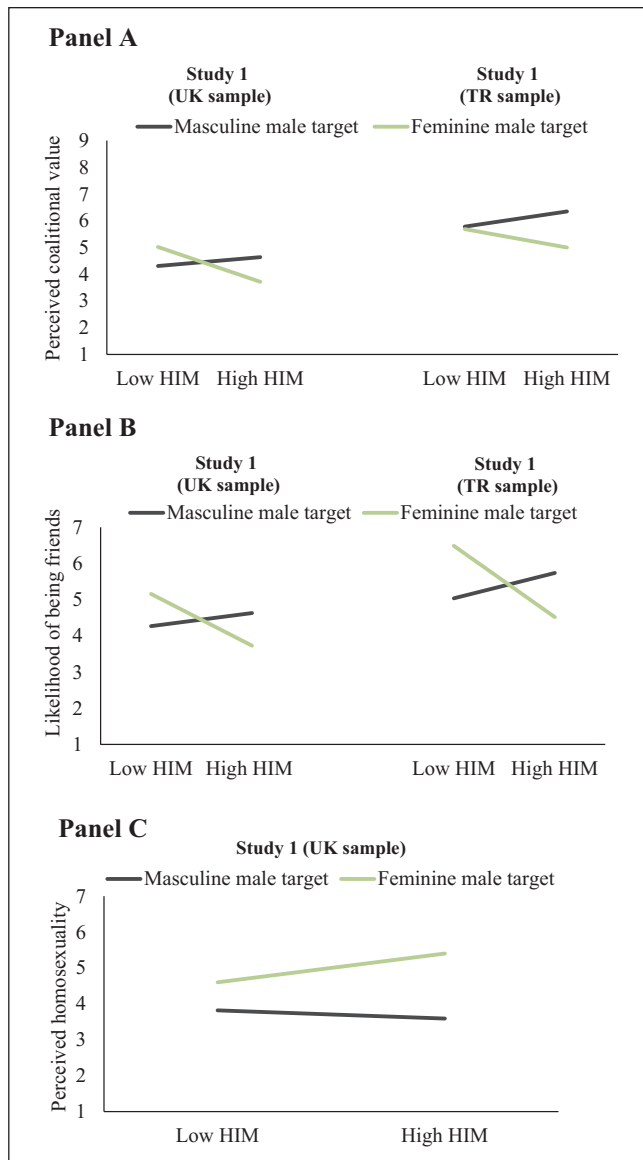 Panel A
Study 1
(UK sample)
Study 1
(TR sample)
Masculine male target
Feminine male target
Perceived coalitional value
9
8
7
6
5
4
3
2
1
Low HIM
High HIM
Low HIM
High HIM
Panel B
Study 1
(UK sample)
Study 1
(TR sample)
Masculine male target
Feminine male target
Likelihood of being friends
7
6
5
4
3
2
1
Low HIM
High HIM
Low HIM
High HIM
Panel C
Study 1 (UK sample)
Masculine male target
Feminine male target
Perceived homosexuality
7
6
5
4
3
2
1
Low HIM
High HIM